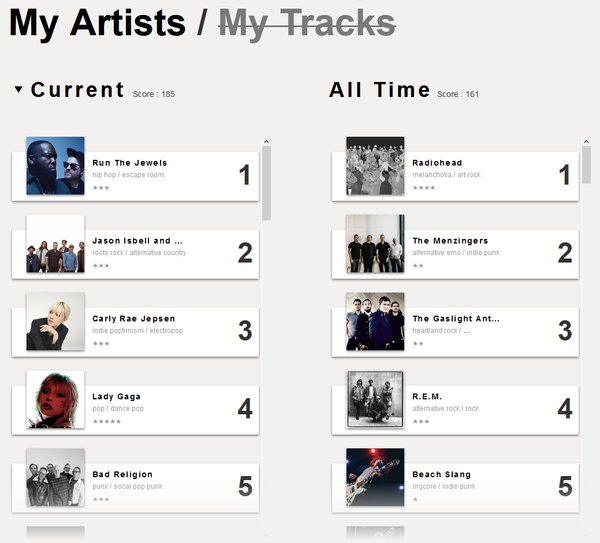 My Artists / My Tracks
Current Score : 185
Run The Jewels
hip hop / escape room
★★★
1
Jason Isbell and ...
roots rock / alternative country
★★★
2
Carly Rae Jepsen
indie poptimism / electropop
★★★
3
Lady Gaga
pop / dance pop
★★★★★
4
Bad Religion
punk / socal pop punk
★★★
5
All Time Score : 161
Radiohead
melancholia / art rock
★★★★
1
The Menzingers
alternative emo / indie punk
★★
2
The Gaslight Ant...
heartland rock / ...
★★
3
R.E.M.
alternative rock / rock
★★★
4
Beach Slang
orgcore / indie punk
★
5